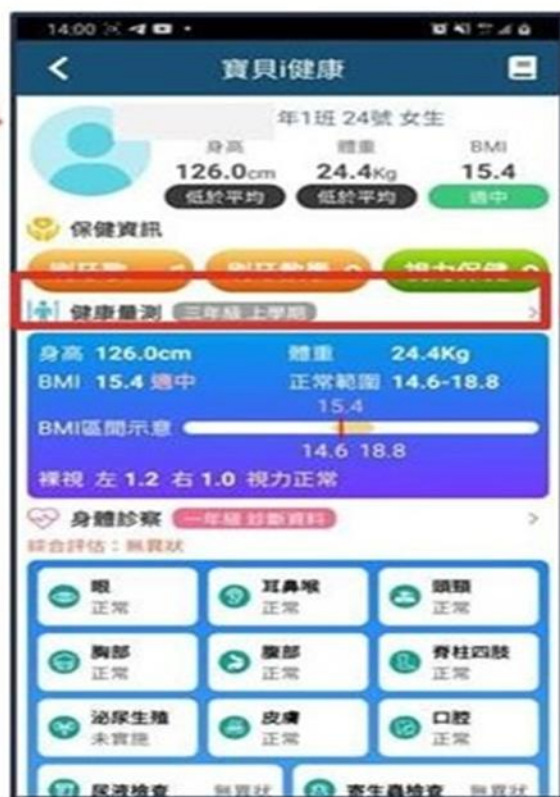 14:00
寶貝i健康
年1班 24號 女生
身高 體重 BMI
126.0cm 24.4Kg 15.4
低於平均 低於平均 適中
保健資訊
健康量測 三年級 上學期
身高 126.0cm 體重 24.4Kg
BMI 15.4 適中 正常範圍 14.6-18.8
15.4
BMI區間示意
14.6 18.8
裸視 左 1.2 右 1.0 視力正常
身體診察 一年級 診斷資料
綜合評估：無異狀
眼 耳鼻喉 頭頸
正常 正常 正常
胸部 腹部 脊柱四肢
正常 正常 正常
泌尿生殖 皮膚 口腔
未實施 正常 正常
尿液檢查 無異狀 寄生蟲檢查 無異狀